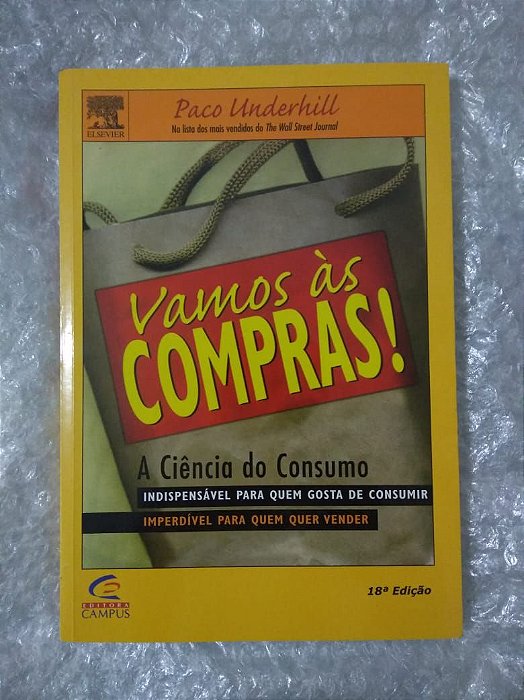 ELSEVIER
Paco Underhill
Na lista dos mais vendidos do The Wall Street Journal
Vamos às
COMPRAS!
A Ciência do Consumo
INDISPENSÁVEL PARA QUEM GOSTA DE CONSUMIR
IMPERDÍVEL PARA QUEM QUER VENDER
EDITORA
CAMPUS
18ª Edição